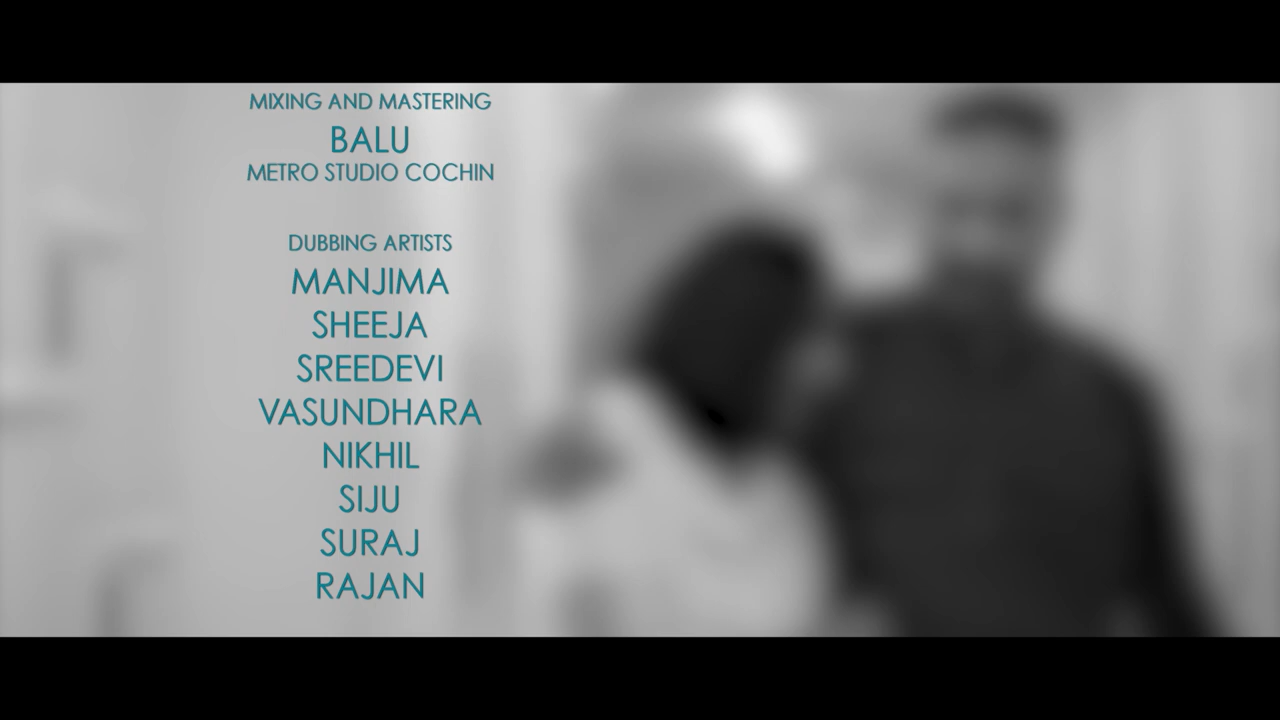 MIXING AND MASTERING
BALU
METRO STUDIO COCHIN
DUBBING ARTISTS
MANJIMA
SHEEJA
SREEDEVI
VASUNDHARA
NIKHIL
SIJU
SURAJ
RAJAN